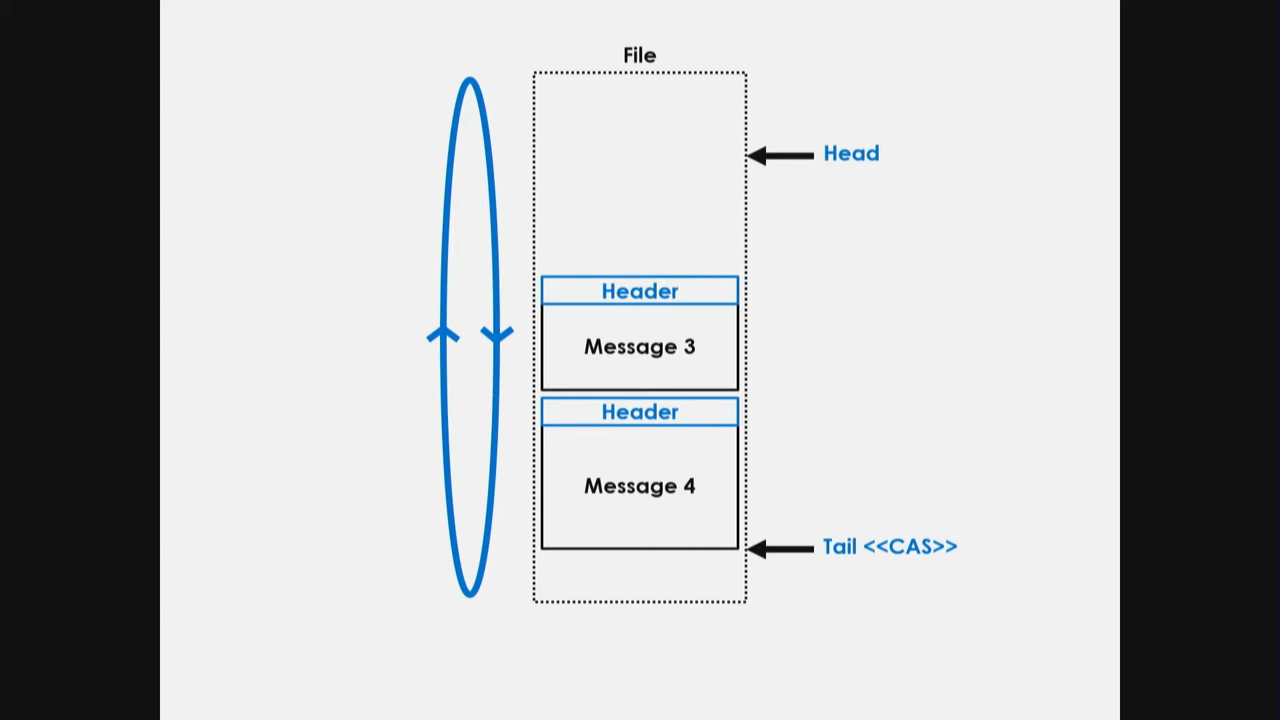 File
Head
Header
Message 3
Header
Message 4
Tail <<CAS>>